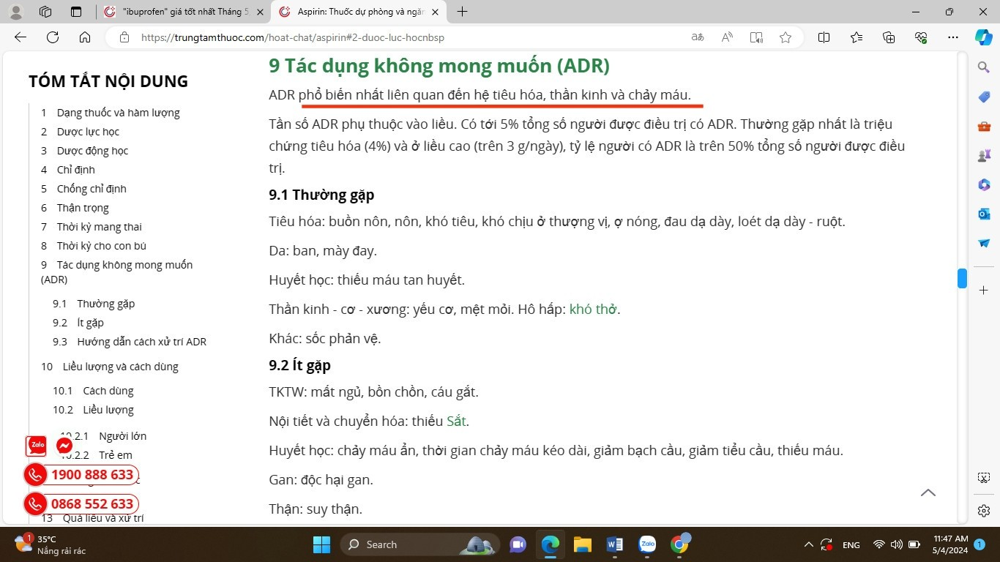 "ibuprofen" giá tốt nhất Tháng 5
Aspirin: Thuốc dự phòng và ngăn
https://trungtamthuoc.com/hoat-chat/aspirin#2-duoc-luc-hocnbsp
TÓM TẮT NỘI DUNG
1 Dạng thuốc và hàm lượng
2 Dược lực học
3 Dược động học
4 Chỉ định
5 Chống chỉ định
6 Thận trọng
7 Thời kỳ mang thai
8 Thời kỳ cho con bú
9 Tác dụng không mong muốn
(ADR)
9.1 Thường gặp
9.2 Ít gặp
9.3 Hướng dẫn cách xử trí ADR
10 Liều lượng và cách dùng
10.1 Cách dùng
10.2 Liều lượng
10.2.1 Người lớn
10.2.2 Trẻ em
13 Quá liều và xử trí
Zalo
1900 888 633
0868 552 633
9 Tác dụng không mong muốn (ADR)
ADR phổ biến nhất liên quan đến hệ tiêu hóa, thần kinh và chảy máu.
Tần số ADR phụ thuộc vào liều. Có tới 5% tổng số người được điều trị có ADR. Thường gặp nhất là triệu
chứng tiêu hóa (4%) và ở liều cao (trên 3 g/ngày), tỷ lệ người có ADR là trên 50% tổng số người được điều
trị.
9.1 Thường gặp
Tiêu hóa: buồn nôn, nôn, khó tiêu, khó chịu ở thượng vị, ợ nóng, đau dạ dày, loét dạ dày - ruột.
Da: ban, mày đay.
Huyết học: thiếu máu tan huyết.
Thần kinh - cơ - xương: yếu cơ, mệt mỏi. Hô hấp: khó thở.
Khác: sốc phản vệ.
9.2 Ít gặp
TKTW: mất ngủ, bồn chồn, cáu gắt.
Nội tiết và chuyển hóa: thiếu Sắt.
Huyết học: chảy máu ẩn, thời gian chảy máu kéo dài, giảm bạch cầu, giảm tiểu cầu, thiếu máu.
Gan: độc hại gan.
Thận: suy thận.
1
35°C
Nắng rải rác
Search
Zalo
ENG
11:47 AM
5/4/2024
1